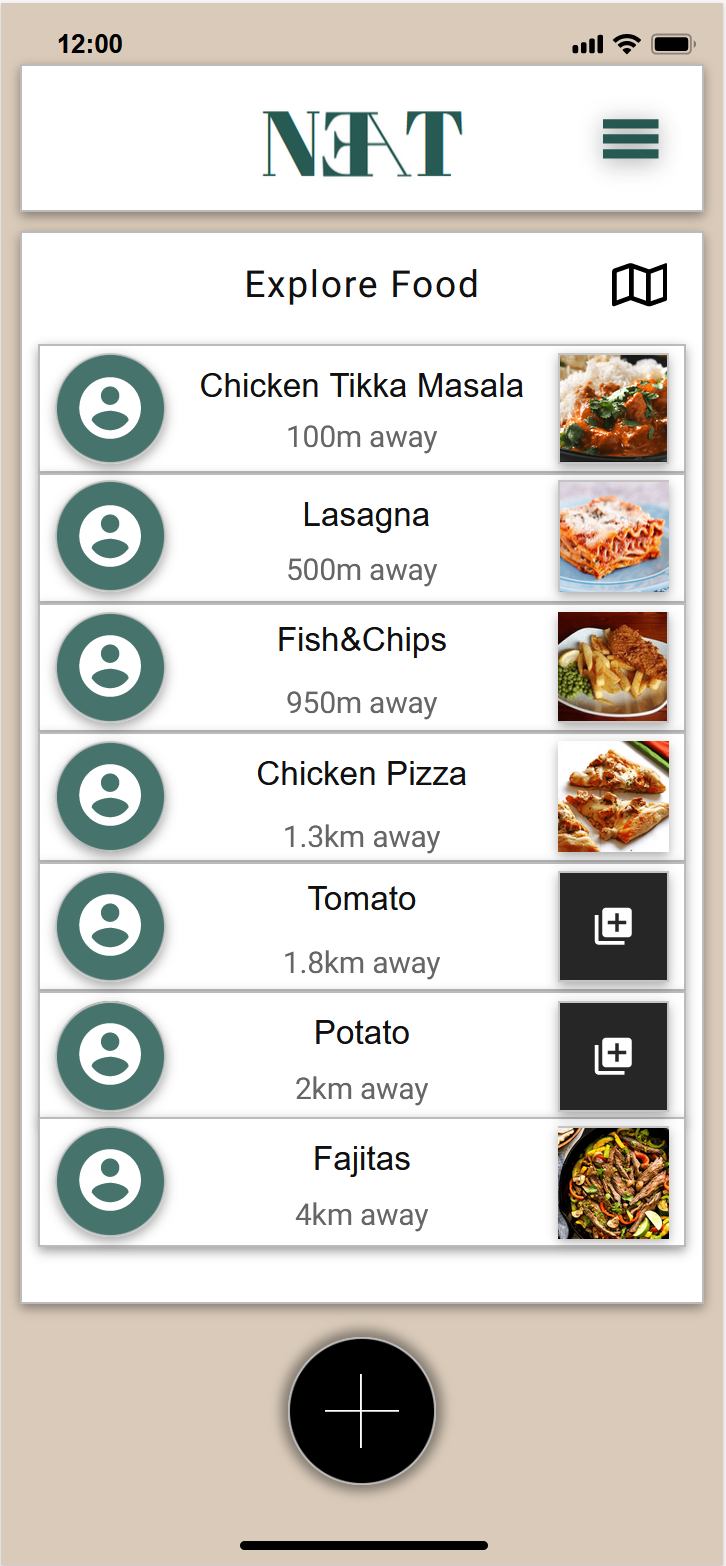 12:00
NEAT
Explore Food
Chicken Tikka Masala
100m away
Lasagna
500m away
Fish&Chips
950m away
Chicken Pizza
1.3km away
Tomato
1.8km away
Potato
2km away
Fajitas
4km away